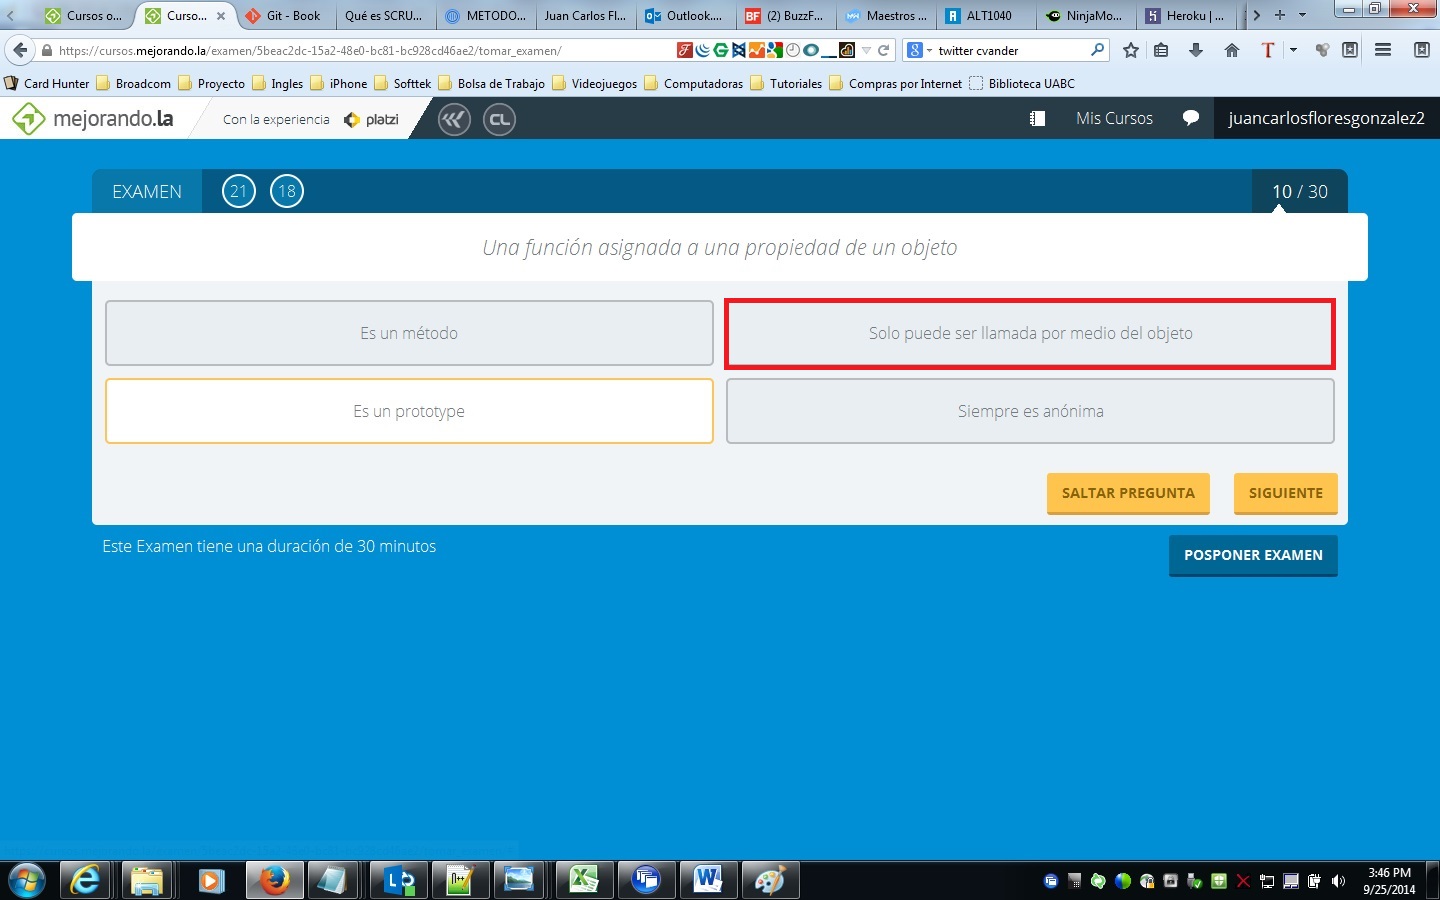 Cursos o...
Curso...
Git - Book
Qué es SCRU...
METODO...
Juan Carlos Fl...
Outlook....
(2) BuzzF...
Maestros ...
ALT1040
NinjaMo...
Heroku | ...
https://cursos.mejorando.la/examen/5beac2dc-15a2-48e0-bc81-bc928cd46ae2/tomar_examen/
twitter cvander
Card Hunter
Broadcom
Proyecto
Ingles
iPhone
Softtek
Bolsa de Trabajo
Videojuegos
Computadoras
Tutoriales
Compras por Internet
Biblioteca UABC
mejorando.la
Con la experiencia
platzi
CL
Mis Cursos
juancarlosfloresgonzalez2
EXAMEN
21
18
10 / 30
Una función asignada a una propiedad de un objeto
Es un método
Solo puede ser llamada por medio del objeto
Es un prototype
Siempre es anónima
SALTAR PREGUNTA
SIGUIENTE
Este Examen tiene una duración de 30 minutos
POSPONER EXAMEN
3:46 PM
9/25/2014